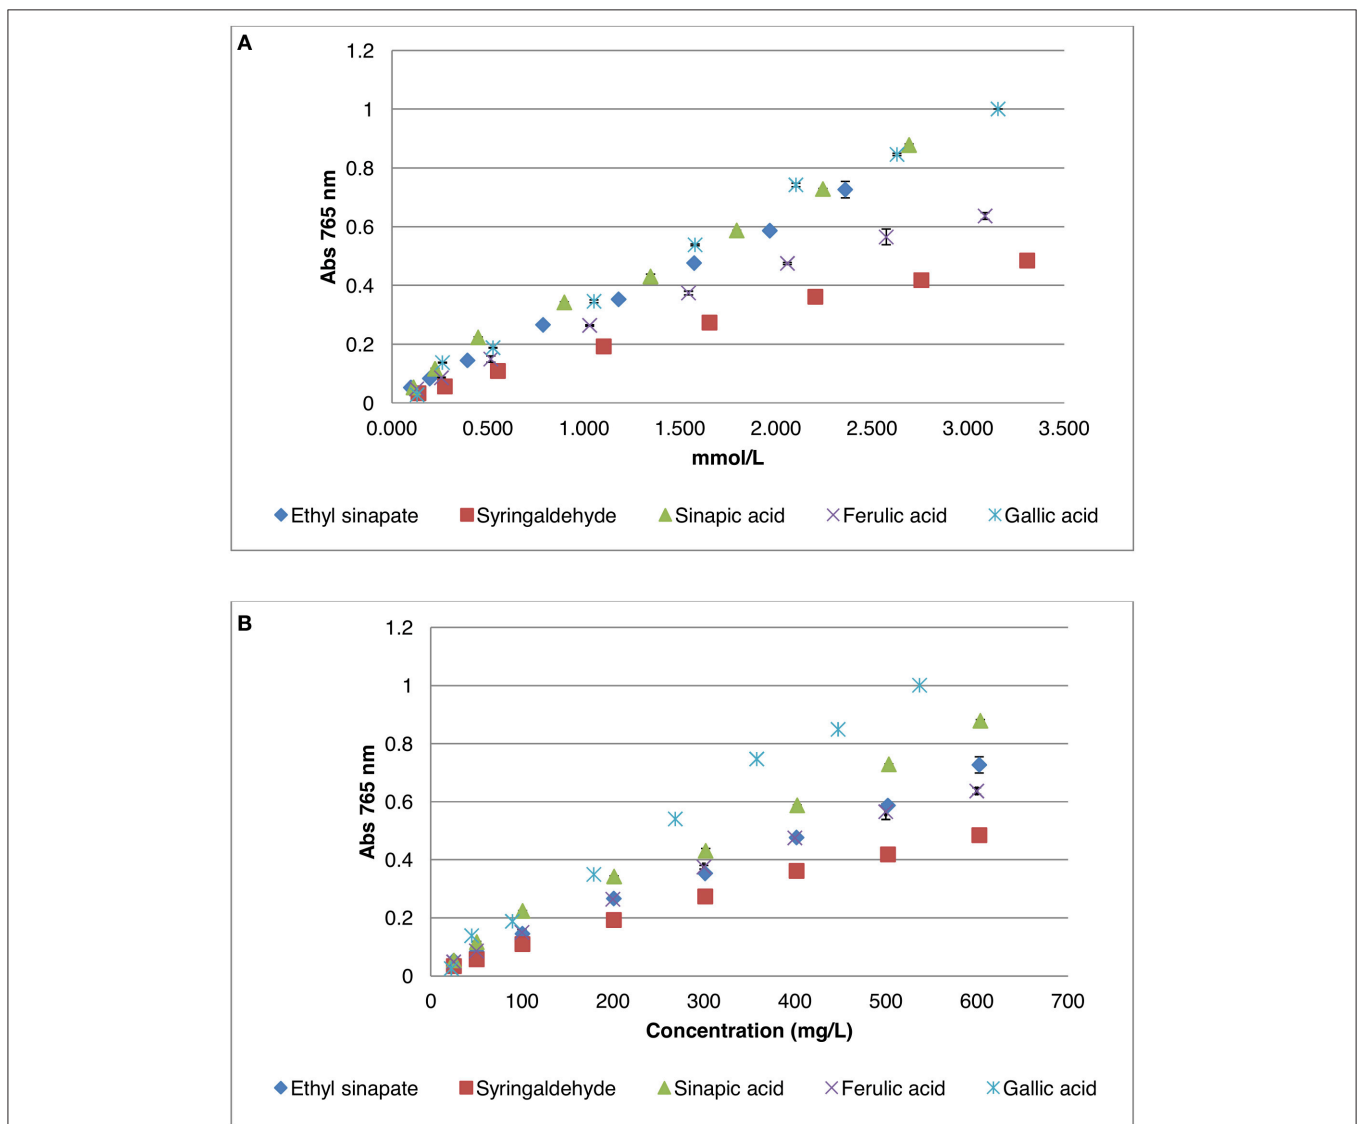 A
1.2
1
0.8
0.6
0.4
0.2
0
Abs 765 nm
0.000 0.500 1.000 1.500 2.000 2.500 3.000 3.500
mmol/L
Ethyl sinapate Syringaldehyde Sinapic acid Ferulic acid Gallic acid
B
1.2
1
0.8
0.6
0.4
0.2
0
Abs 765 nm
0 100 200 300 400 500 600 700
Concentration (mg/L)
Ethyl sinapate Syringaldehyde Sinapic acid Ferulic acid Gallic acid